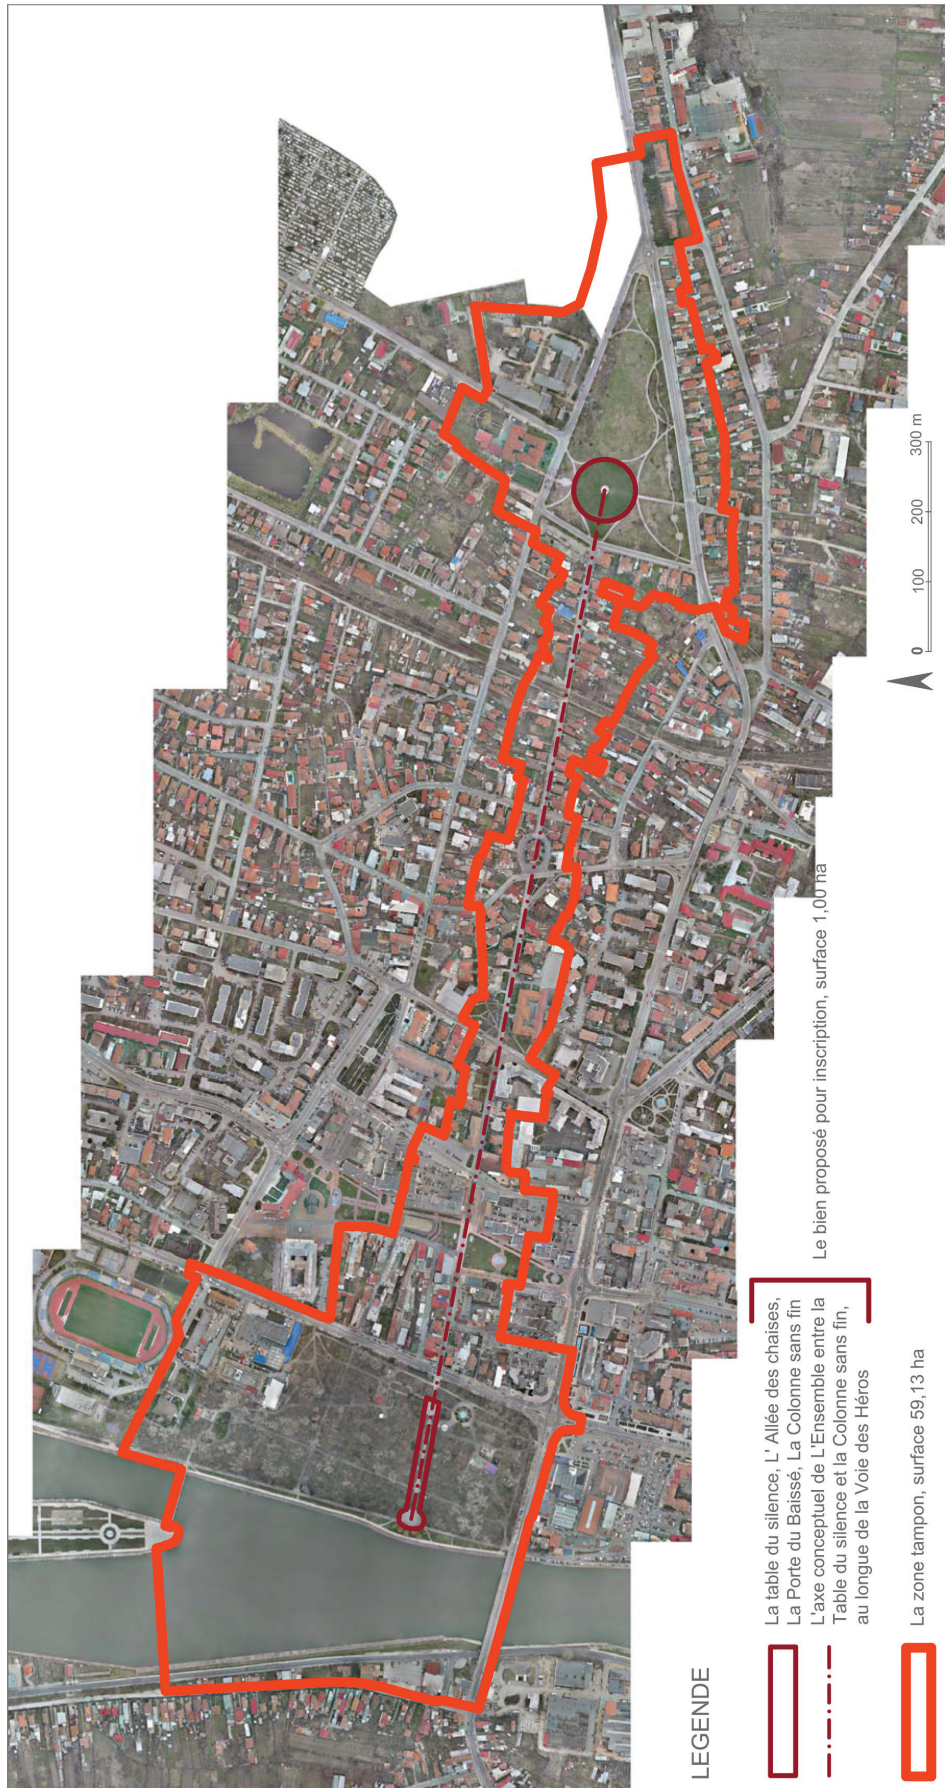 LEGENDE
La table du silence, L' Allée des chaises,
La Porte du Baissé, La Colonne sans fin
L'axe conceptuel de L'Ensemble entre la
Table du silence et la Colonne sans fin,
au longue de la Voie des Héros
Le bien proposé pour inscription, surface 1,00 ha
La zone tampon, surface 59,13 ha
0 100 200 300 m